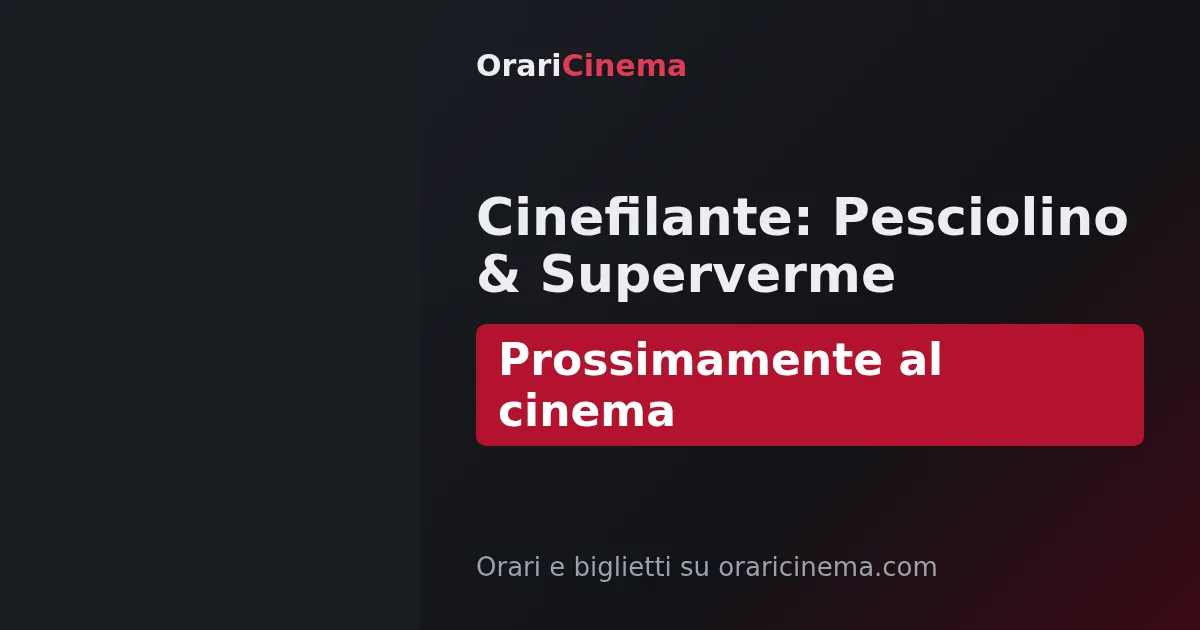 OrariCinema
Cinefilante: Pesciolino
& Superverme
Prossimamente al
cinema
Orari e biglietti su oraricinema.com